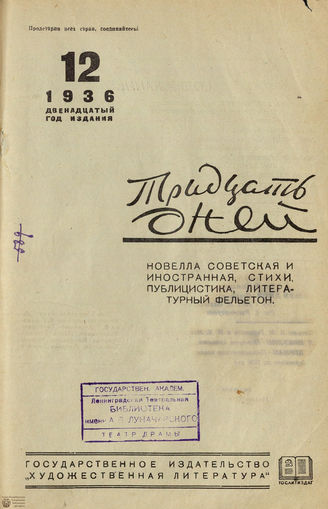 Пролетарии всех стран, соединяйтесь!
12
1936
ДВЕНАДЦАТЫЙ
ГОД ИЗДАНИЯ
Тридцать
дней
НОВЕЛЛА СОВЕТСКАЯ И
ИНОСТРАННАЯ, СТИХИ,
ПУБЛИЦИСТИКА, ЛИТЕРА-
ТУРНЫЙ ФЕЛЬЕТОН.
ГОСУДАРСТВЕН. АКАДЕМ.
Ленинградская Театральная
БИБЛИОТЕКА
имени А. В. ЛУНАЧАРСКОГО
ТЕАТР ДРАМЫ
ГОСУДАРСТВЕННОЕ ИЗДАТЕЛЬСТВО
„ХУДОЖЕСТВЕННАЯ ЛИТЕРАТУРА"
ГОСЛИТИЗДАТ